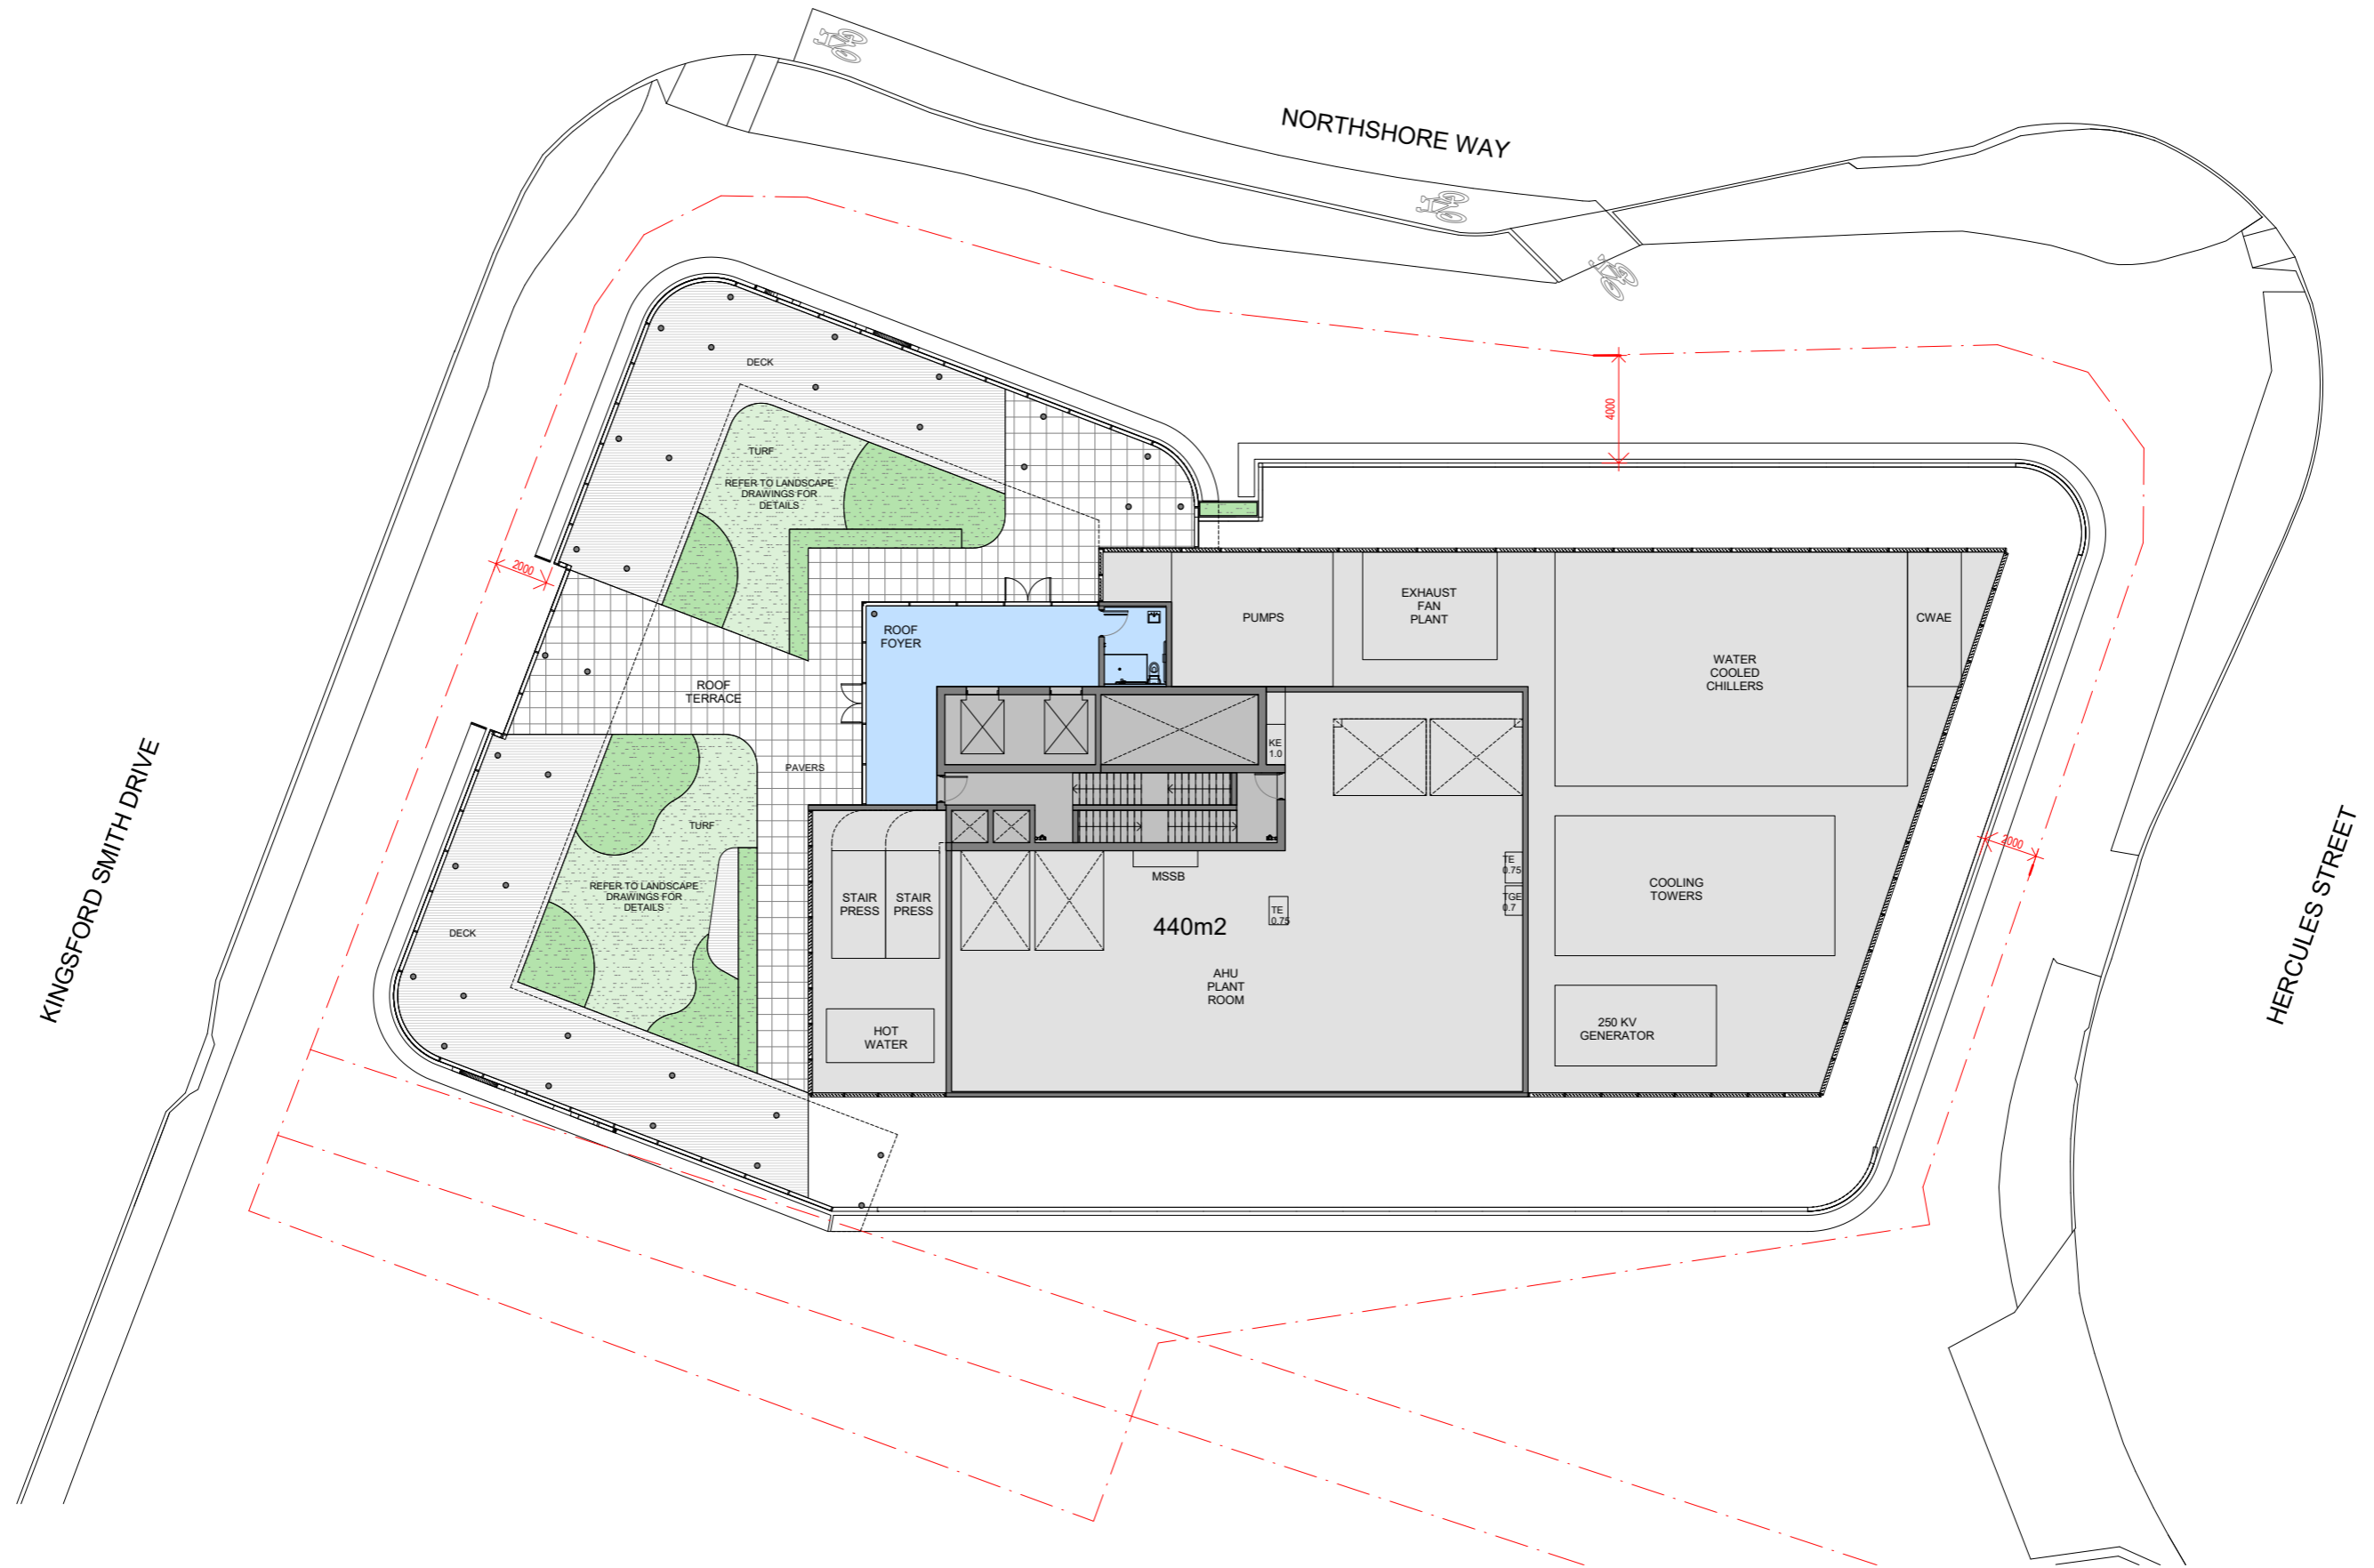 NORTHSHORE WAY
4000
DECK
TURF
REFER TO LANDSCAPE
DRAWINGS FOR
DETAILS
2000
ROOF
FOYER
PUMPS
EXHAUST
FAN
PLANT
WATER
COOLED
CHILLERS
CWAE
ROOF
TERRACE
KE
1.0
PAVERS
KINGSFORD SMITH DRIVE
TURF
REFER TO LANDSCAPE
DRAWINGS FOR
DETAILS
DECK
STAIR
PRESS
STAIR
PRESS
MSSB
440m2
TE
0.75
TE
0.75
TGE
0.7
COOLING
TOWERS
2000
HERCULES STREET
AHU
PLANT
ROOM
HOT
WATER
250 KV
GENERATOR